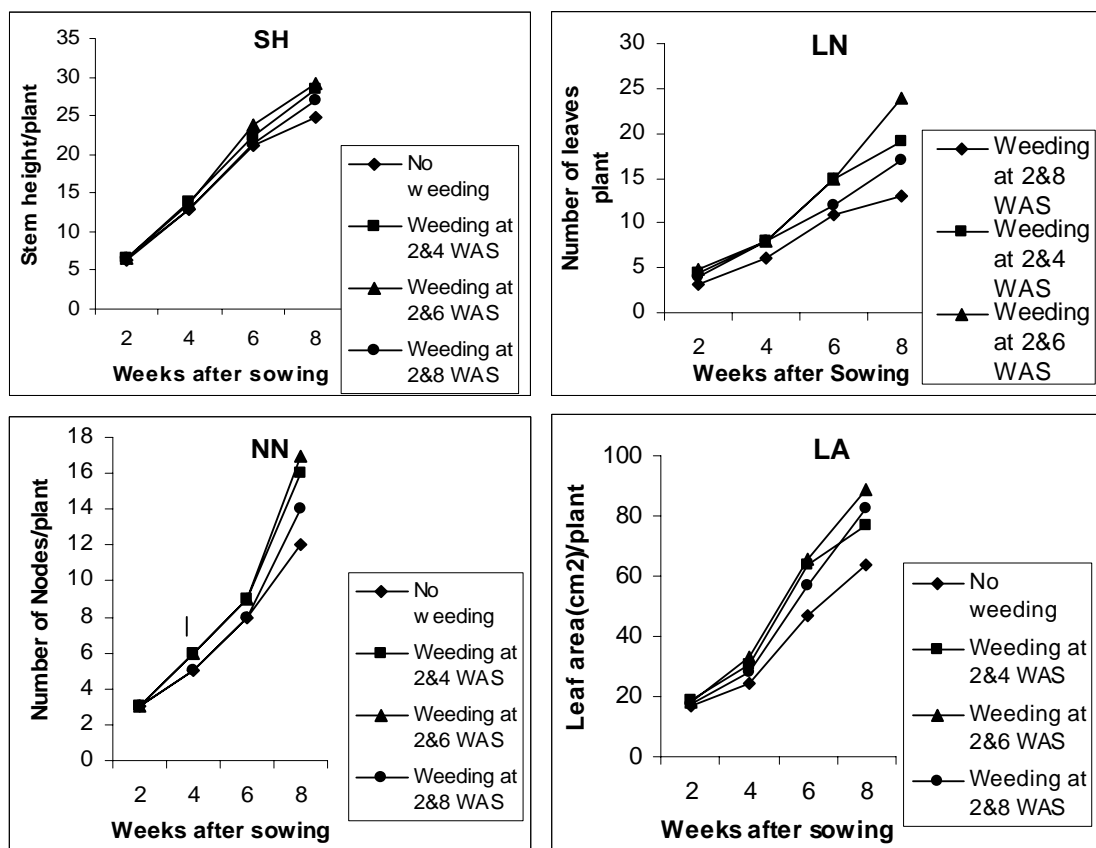 SH
35
30
25
20
15
10
5
0
Stem height/plant
2 4 6 8
Weeks after sowing
No
weeding
Weeding at
2&4 WAS
Weeding at
2&6 WAS
Weeding at
2&8 WAS
LN
30
25
20
15
10
5
0
Number of leaves
plant
2 4 6 8
Weeks after Sowing
Weeding
at 2&8
WAS
Weeding
at 2&4
WAS
Weeding
at 2&6
WAS
NN
18
16
14
12
10
8
6
4
2
0
Number of Nodes/plant
2 4 6 8
Weeks after sowing
No
weeding
Weeding at
2&4 WAS
Weeding at
2&6 WAS
Weeding at
2&8 WAS
LA
100
80
60
40
20
0
Leaf area(cm2)/plant
2 4 6 8
Weeks after sowing
No
weeding
Weeding at
2&4 WAS
Weeding at
2&6 WAS
Weeding at
2&8 WAS